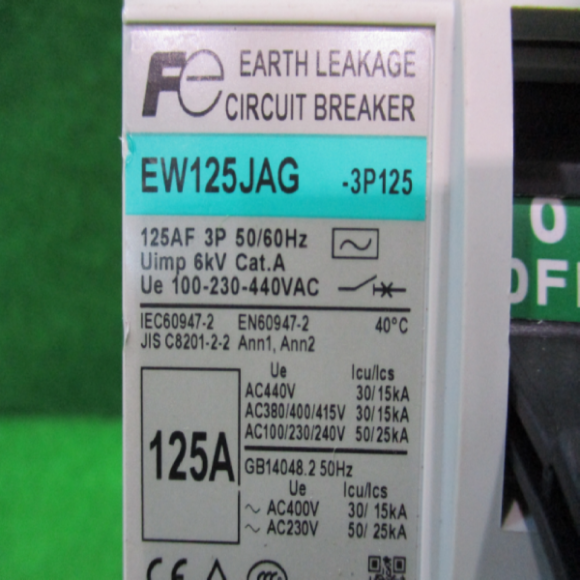 Fe EARTH LEAKAGE
CIRCUIT BREAKER
EW125JAG -3P125
125AF 3P 50/60Hz
Uimp 6kV Cat.A
Ue 100-230-440VAC
IEC60947-2 EN60947-2 40°C
JIS C8201-2-2 Ann1, Ann2
Ue Icu/Ics
AC440V 30/15kA
AC380/400/415V 30/15kA
AC100/230/240V 50/25kA
125A
GB14048.2 50Hz
Ue Icu/Ics
~ AC400V 30/ 15kA
~ AC230V 50/ 25kA
CE
O
OFF